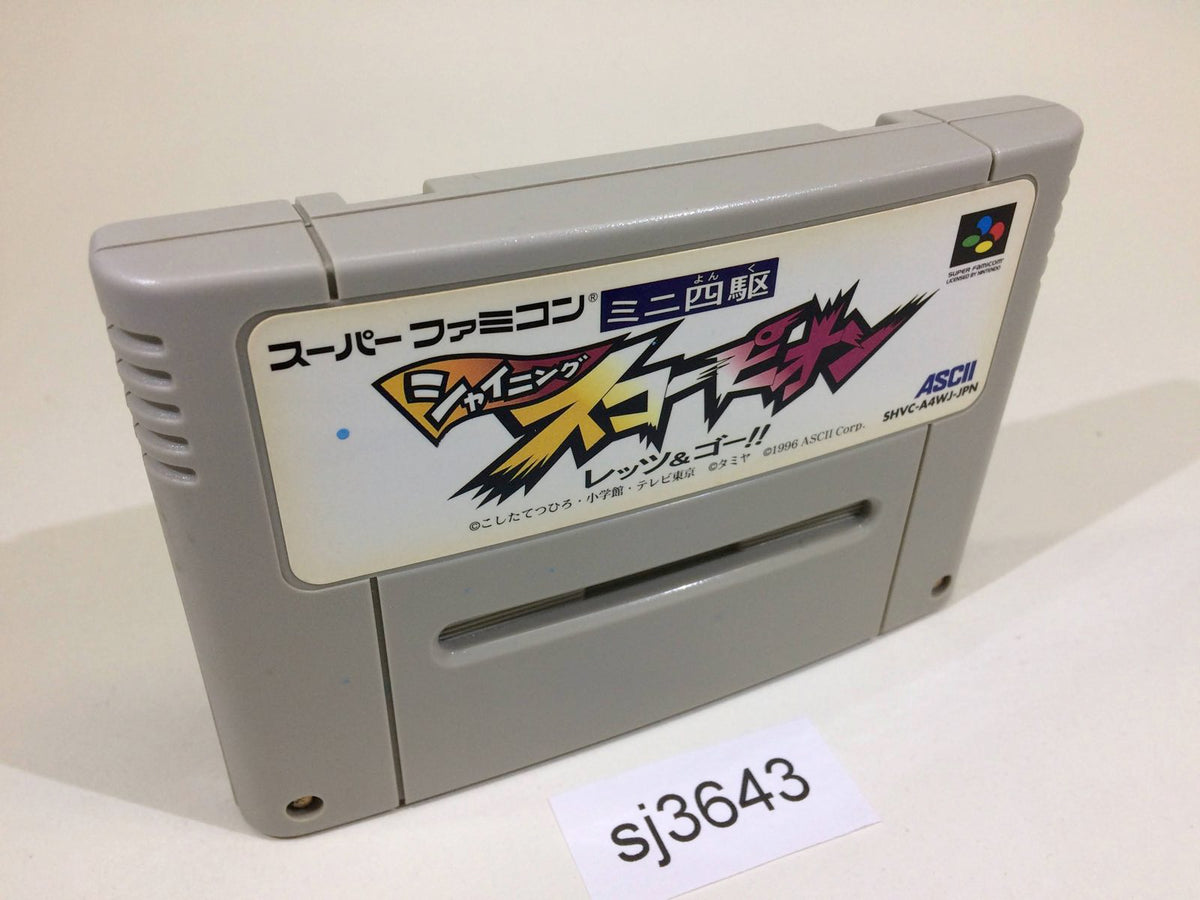 スーパーファミコン®
ミニ四駆
よんく
シャイニング
スコーピオン
レッツ&ゴー!!
©こしたてつひろ・小学館・テレビ東京 ©タミヤ ©1996 ASCII Corp.
SUPER FAMICOM
LICENSED BY NINTENDO
ASCII
SHVC-A4WJ-JPN
sj3643